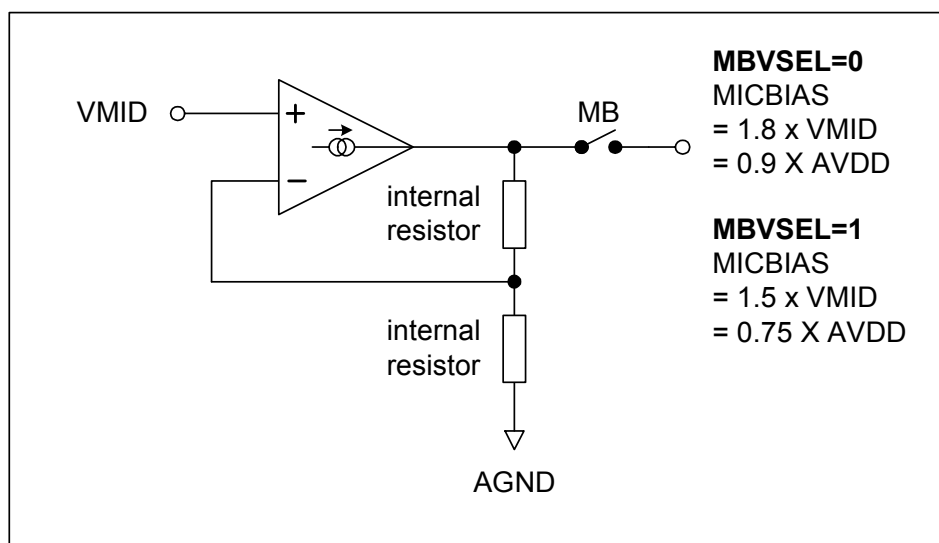 MBVSEL=0
MICBIAS
= 1.8 x VMID
= 0.9 X AVDD
VMID
+
−
MB
internal
resistor
MBVSEL=1
MICBIAS
= 1.5 x VMID
= 0.75 X AVDD
internal
resistor
AGND